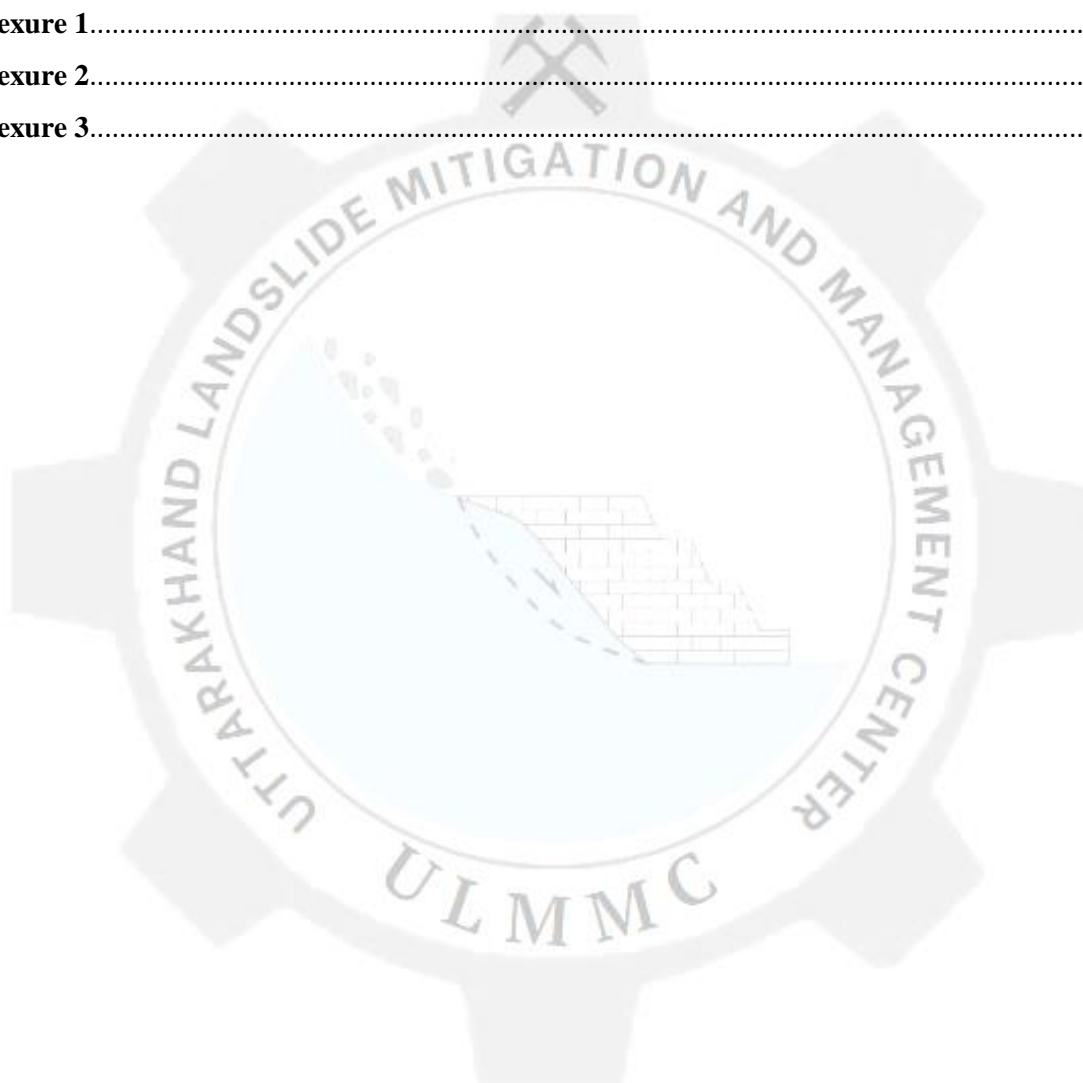 exure 1
exure 2
exure 3
UTTARAKHAND LANDSLIDE MITIGATION AND MANAGEMENT CENTER
ULMMC